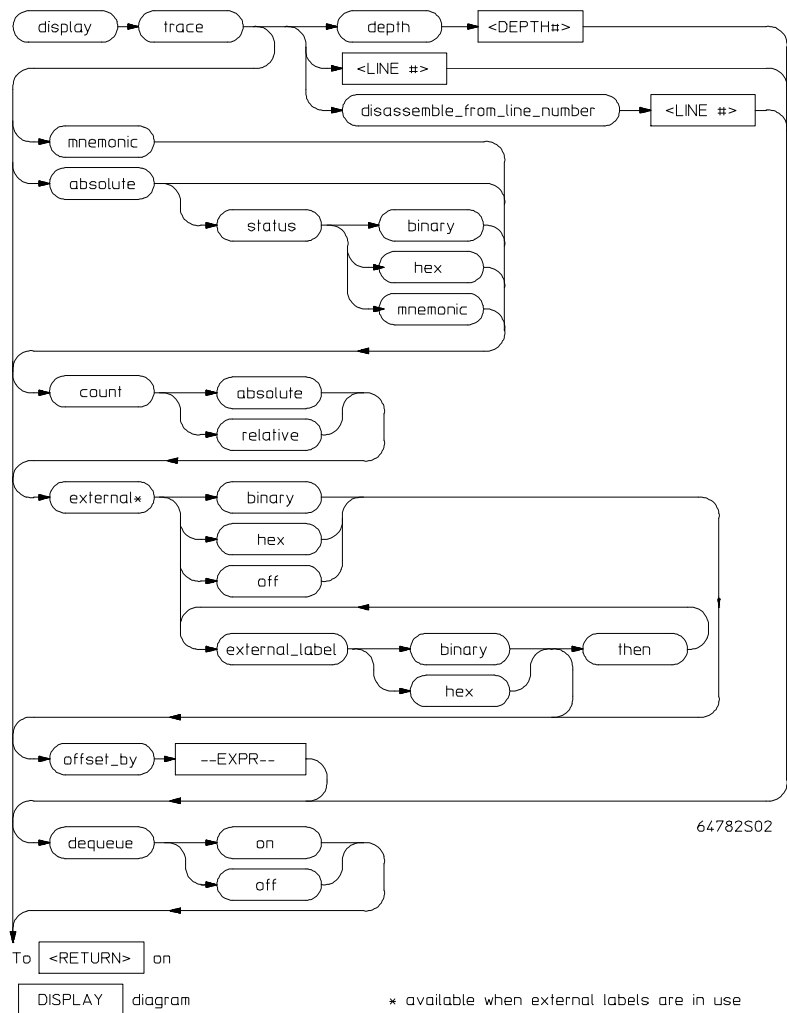 display trace depth <DEPTH#>
<LINE #>
disassemble_from_line_number <LINE #>
mnemonic
absolute
status binary
hex
mnemonic
count absolute
relative
external* binary
hex
off
external_label binary then
hex
offset_by --EXPR--
64782S02
dequeue on
off
To <RETURN> on
DISPLAY diagram
* available when external labels are in use